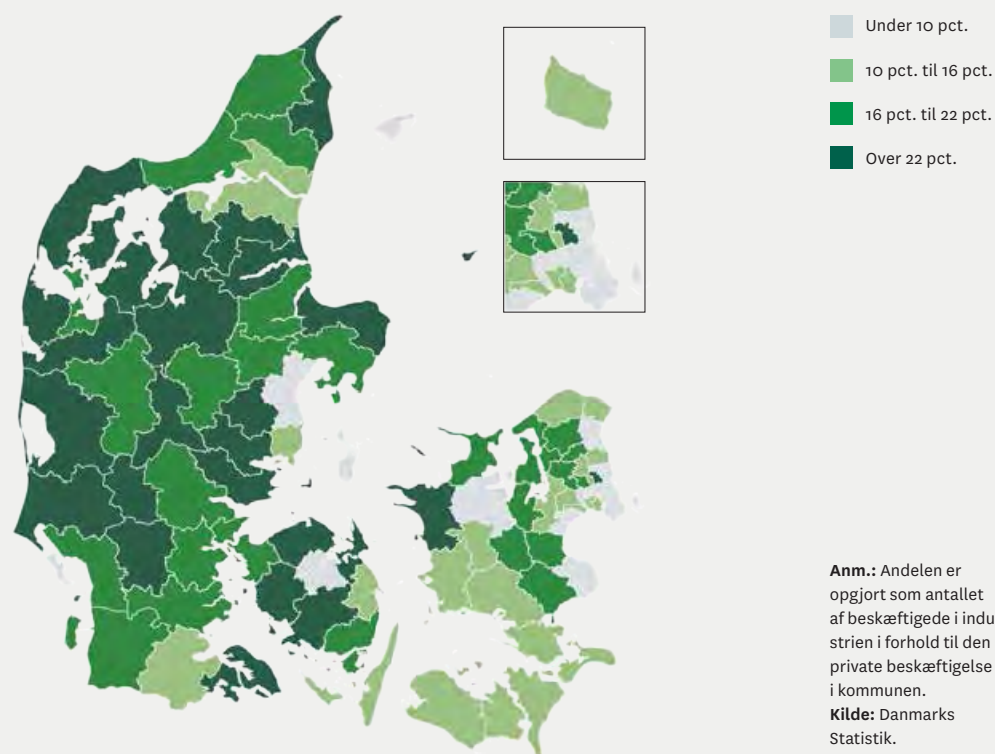 Under 10 pct.
10 pct. til 16 pct.
16 pct. til 22 pct.
Over 22 pct.
Anm.: Andelen er
opgjort som antallet
af beskæftigede i indu
strien i forhold til den
private beskæftigelse
i kommunen.
Kilde: Danmarks
Statistik.